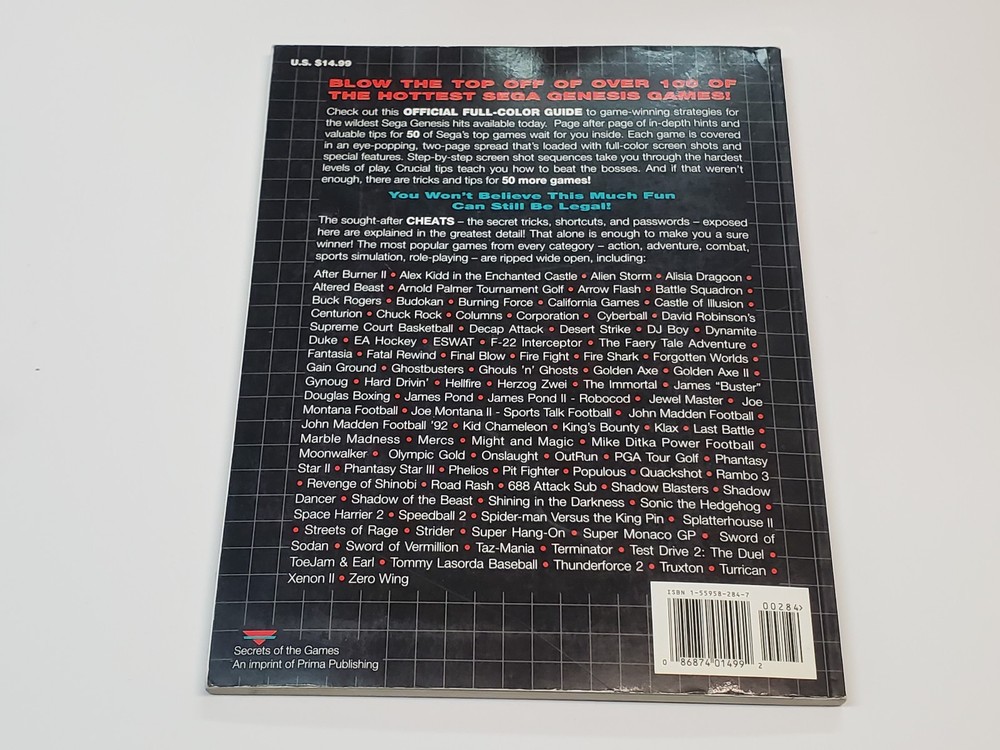 U.S. $14.99
BLOW THE TOP OFF OF OVER 100 OF
THE HOTTEST SEGA GENESIS GAMES!
Check out this OFFICIAL FULL-COLOR GUIDE to game-winning strategies for
the wildest Sega Genesis hits available today. Page after page of in-depth hints and
valuable tips for 50 of Sega's top games wait for you inside. Each game is covered
in an eye-popping, two-page spread that's loaded with full-color screen shots and
special features. Step-by-step screen shot sequences take you through the hardest
levels of play. Crucial tips teach you how to beat the bosses. And if that weren't
enough, there are tricks and tips for 50 more games!
You Won't Believe This Much Fun
Can Still Be Legal!
The sought-after CHEATS – the secret tricks, shortcuts, and passwords – exposed
here are explained in the greatest detail! That alone is enough to make you a sure
winner! The most popular games from every category – action, adventure, combat,
sports simulation, role-playing – are ripped wide open, including:
After Burner II • Alex Kidd in the Enchanted Castle • Alien Storm • Alisia Dragoon •
Altered Beast • Arnold Palmer Tournament Golf • Arrow Flash • Battle Squadron •
Buck Rogers • Budokan • Burning Force • California Games • Castle of Illusion •
Centurion • Chuck Rock • Columns • Corporation • Cyberball • David Robinson's
Supreme Court Basketball • Decap Attack • Desert Strike • DJ Boy • Dynamite
Duke • EA Hockey • ESWAT • F-22 Interceptor • The Faery Tale Adventure •
Fantasia • Fatal Rewind • Final Blow • Fire Fight • Fire Shark • Forgotten Worlds •
Gain Ground • Ghostbusters • Ghouls 'n' Ghosts • Golden Axe • Golden Axe II •
Gynoug • Hard Drivin' • Hellfire • Herzog Zwei • The Immortal • James "Buster"
Douglas Boxing • James Pond • James Pond II - Robocod • Jewel Master • Joe
Montana Football • Joe Montana II - Sports Talk Football • John Madden Football •
John Madden Football '92 • Kid Chameleon • King's Bounty • Klax • Last Battle •
Marble Madness • Mercs • Might and Magic • Mike Ditka Power Football •
Moonwalker • Olympic Gold • Onslaught • OutRun • PGA Tour Golf • Phantasy
Star II • Phantasy Star III • Phelios • Pit Fighter • Populous • Quackshot • Rambo 3
• Revenge of Shinobi • Road Rash • 688 Attack Sub • Shadow Blasters • Shadow
Dancer • Shadow of the Beast • Shining in the Darkness • Sonic the Hedgehog •
Space Harrier 2 • Speedball 2 • Spider-man Versus the King Pin • Splatterhouse II
• Streets of Rage • Strider • Super Hang-On • Super Monaco GP • Sword of
Sodan • Sword of Vermillion • Taz-Mania • Terminator • Test Drive 2: The Duel •
ToeJam & Earl • Tommy Lasorda Baseball • Thunderforce 2 • Truxton • Turrican •
Xenon II • Zero Wing
ISBN 1-55958-284-7
00284>
0 86874 01499 2
Secrets of the Games
An imprint of Prima Publishing